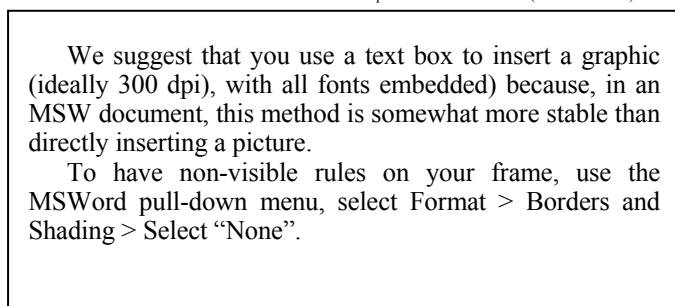 We suggest that you use a text box to insert a graphic
(ideally 300 dpi), with all fonts embedded) because, in an
MSW document, this method is somewhat more stable than
directly inserting a picture.
To have non-visible rules on your frame, use the
MSWord pull-down menu, select Format > Borders and
Shading > Select “None”.